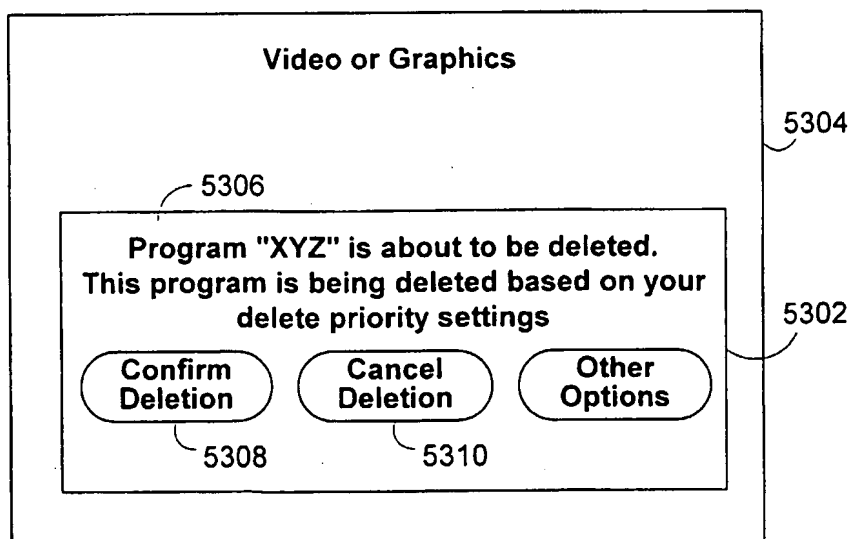 Video or Graphics
5304
5306
Program "XYZ" is about to be deleted.
This program is being deleted based on your
delete priority settings
5302
Confirm
Deletion
Cancel
Deletion
Other
Options
5308
5310